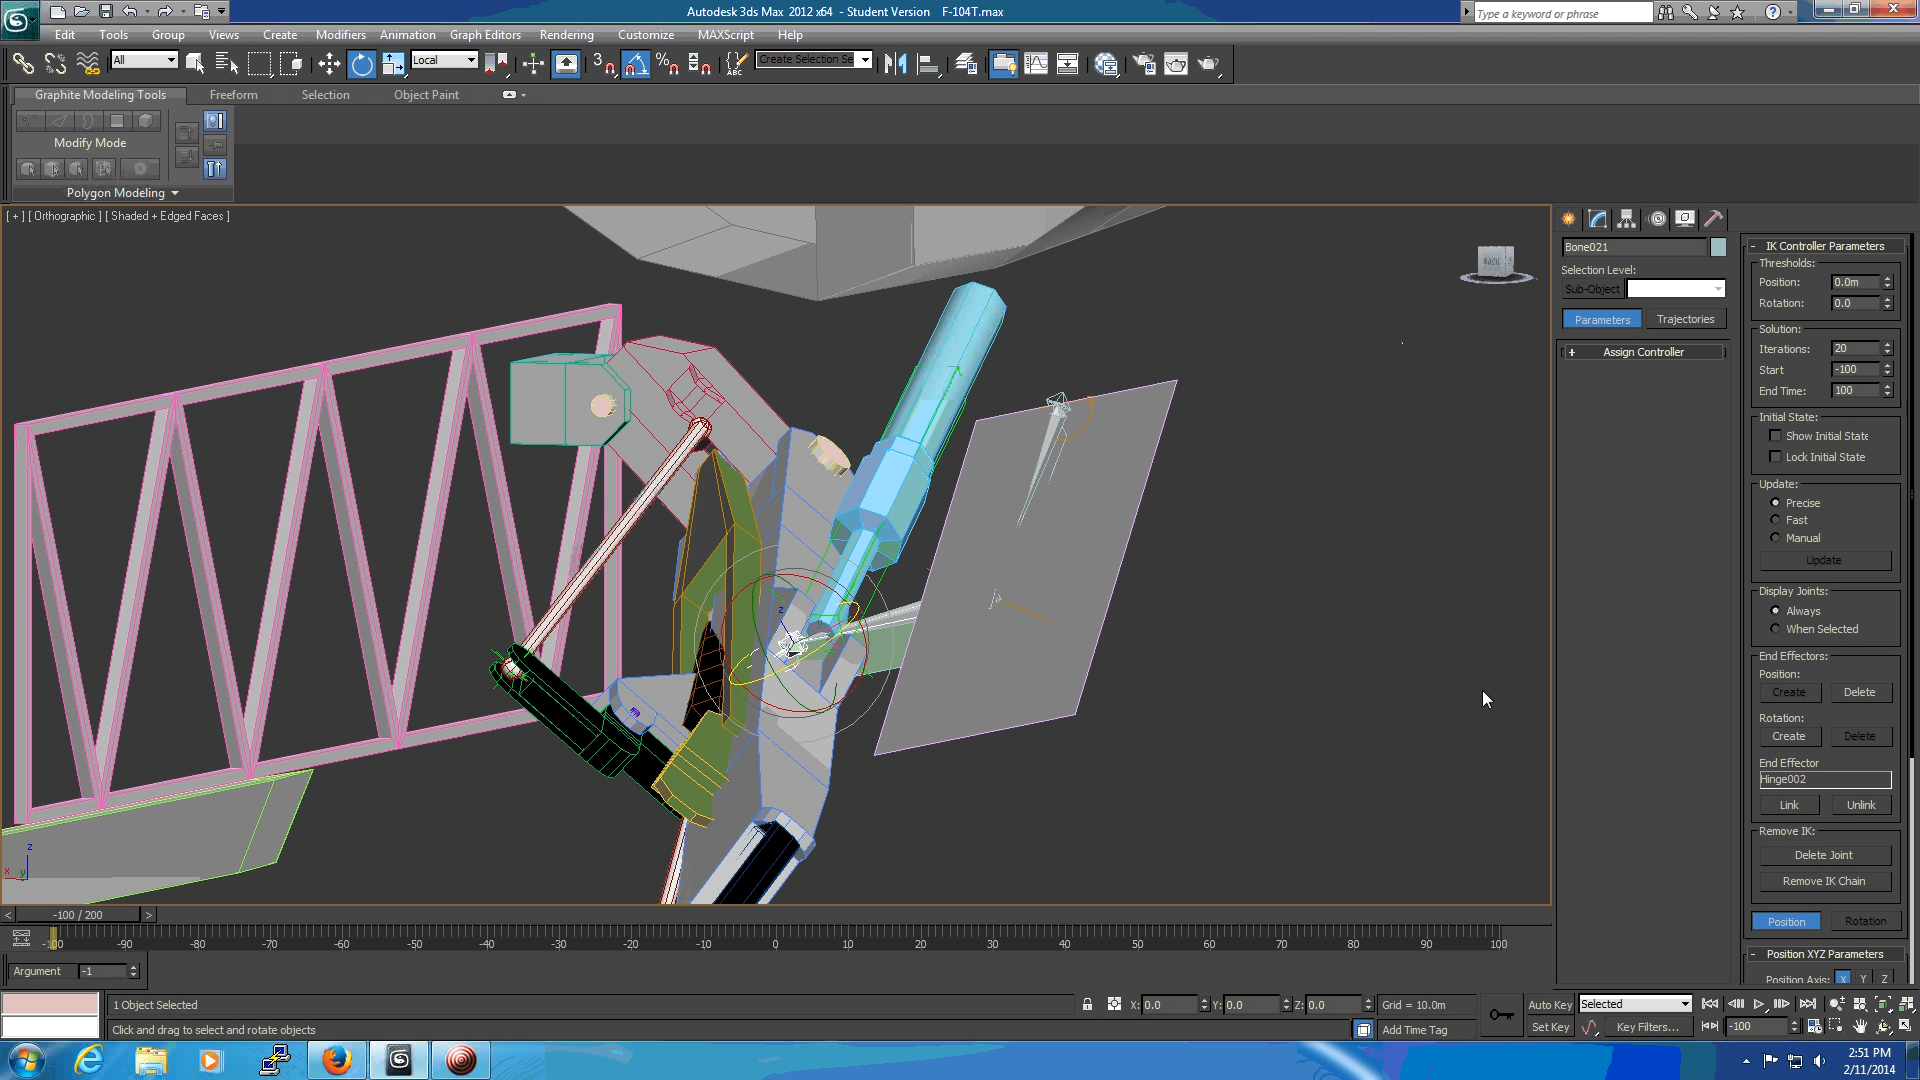 Autodesk 3ds Max 2012 x64 - Student Version F-104T.max
Type a keyword or phrase
Edit Tools Group Views Create Modifiers Animation Graph Editors Rendering Customize MAXScript Help
All
Local
3
ABC
Create Selection Se
Graphite Modeling Tools Freeform Selection Object Paint
Modify Mode
Polygon Modeling
[ + ] [ Orthographic ] [ Shaded + Edged Faces ]
BACK
z
z
x
y
Bone021
Selection Level:
Sub-Object
Parameters Trajectories
+ Assign Controller
- IK Controller Parameters
Thresholds:
Position: 0.0m
Rotation: 0.0
Solution:
Iterations: 20
Start -100
End Time: 100
Initial State:
Show Initial State
Lock Initial State
Update:
Precise
Fast
Manual
Update
Display Joints:
Always
When Selected
End Effectors:
Position:
Create Delete
Rotation:
Create Delete
End Effector
Hinge002
Link Unlink
Remove IK:
Delete Joint
Remove IK Chain
Position Rotation
- Position XYZ Parameters
Position Axis: X Y Z
< -100 / 200 >
-90 -80 -70 -60 -50 -40 -30 -20 -10 0 10 20 30 40 50 60 70 80 90 100
Argument -1
1 Object Selected
X: 0.0 Y: 0.0 Z: 0.0 Grid = 10.0m
Auto Key Selected
Click and drag to select and rotate objects
Add Time Tag
Set Key Key Filters... -100
2:51 PM
2/11/2014